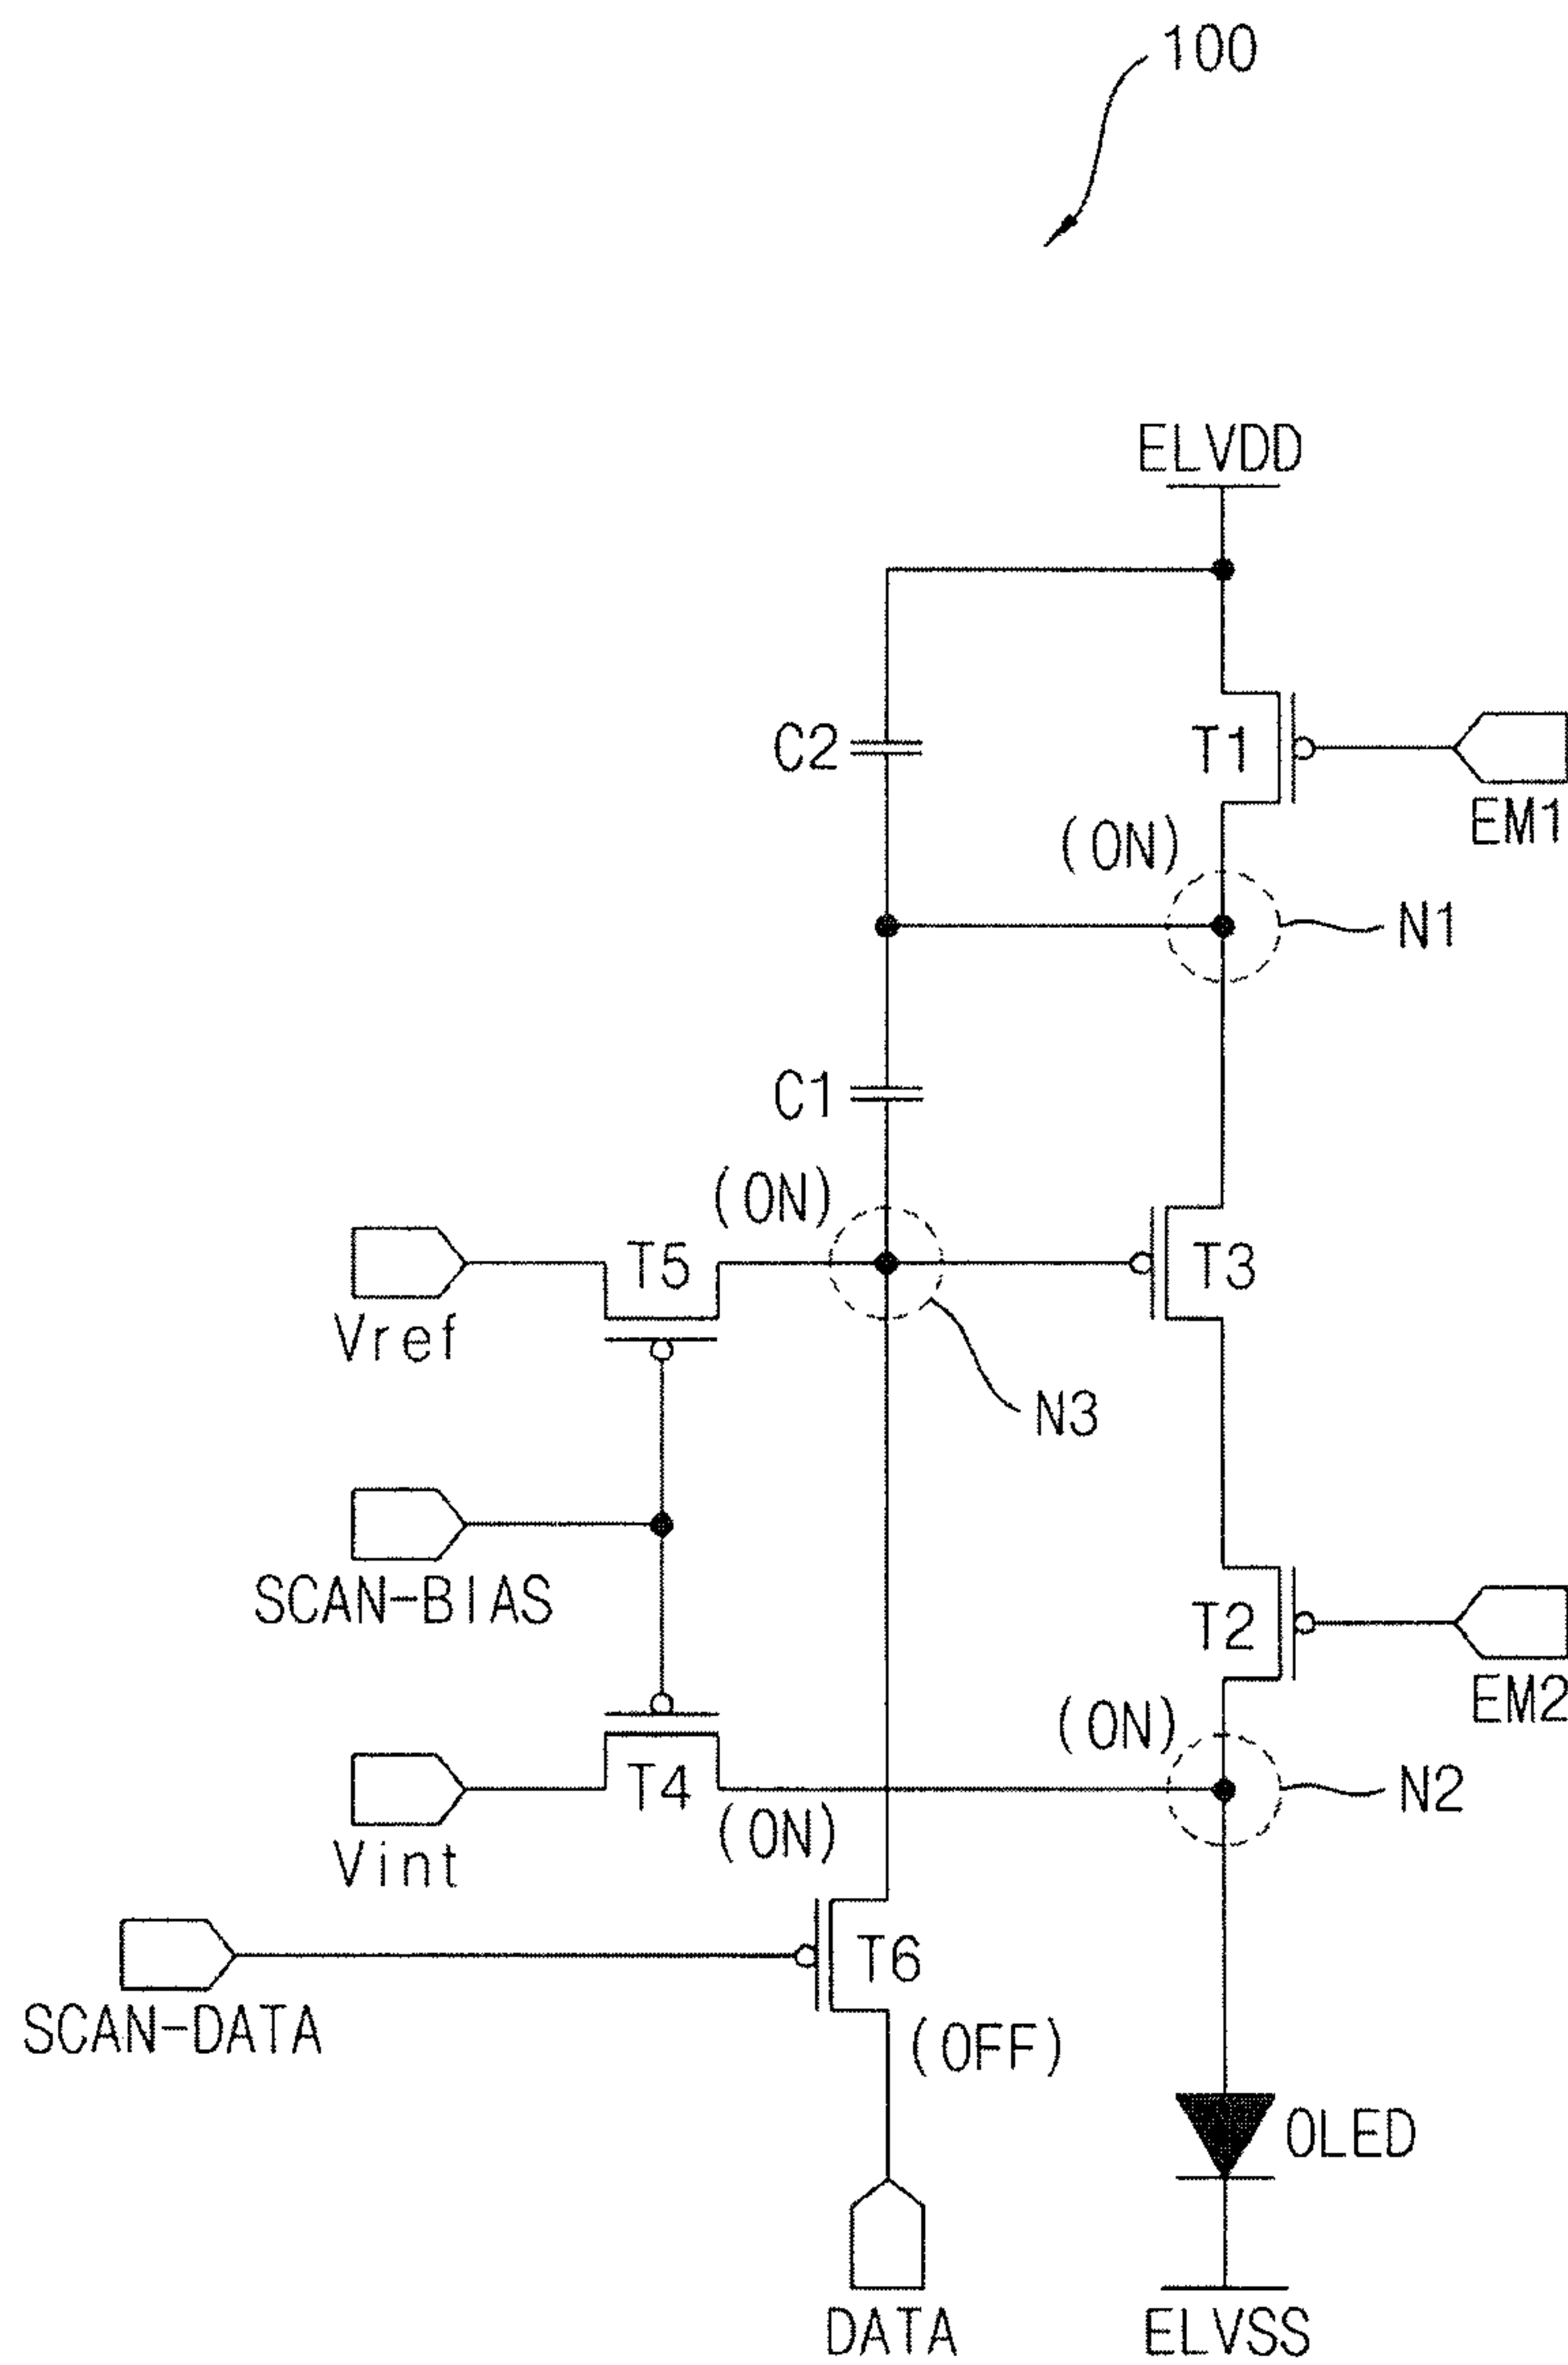 100
ELVDD
C2
T1
EM1
(ON)
N1
C1
(ON)
T5
T3
Vref
N3
SCAN-BIAS
T2
EM2
(ON)
T4
N2
(ON)
Vint
T6
SCAN-DATA
(OFF)
OLED
DATA
ELVSS